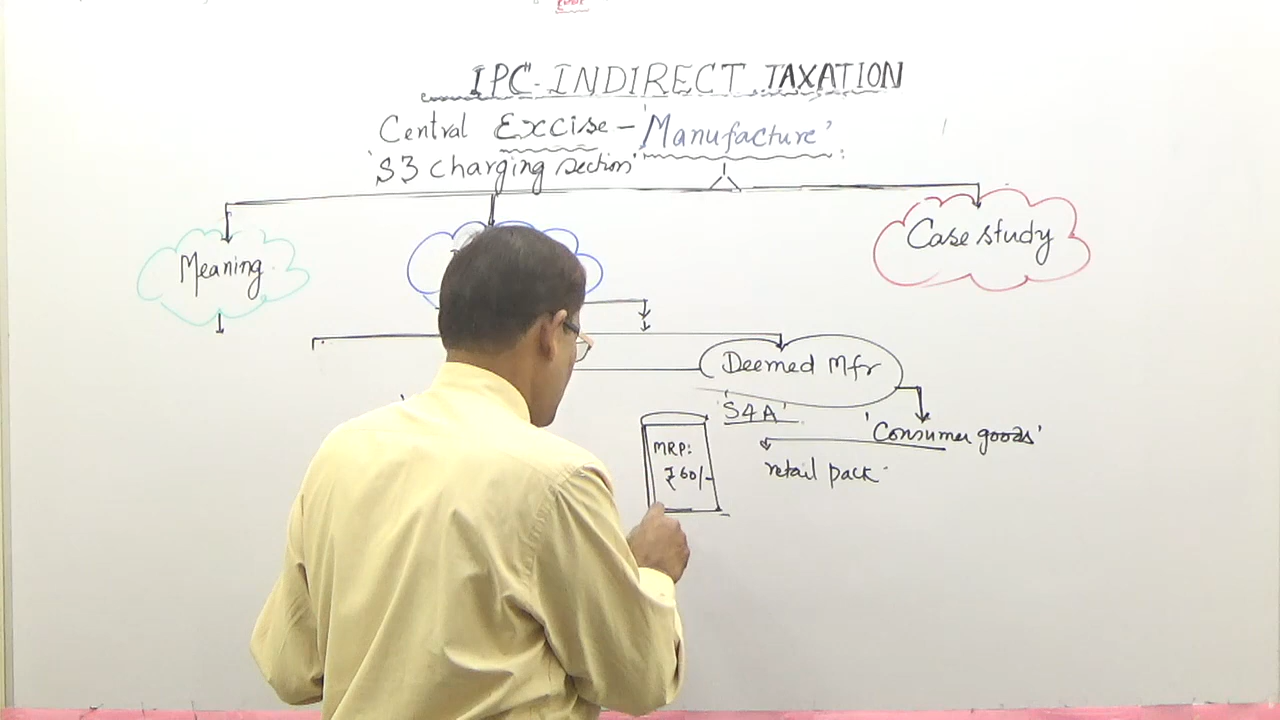 IPC-INDIRECT TAXATION
Central Excise - 'Manufacture'
'S3 charging section'
Meaning
Case study
Deemed Mfr
'S4A'
'Consumer goods'
MRP:
₹60/-
retail pack